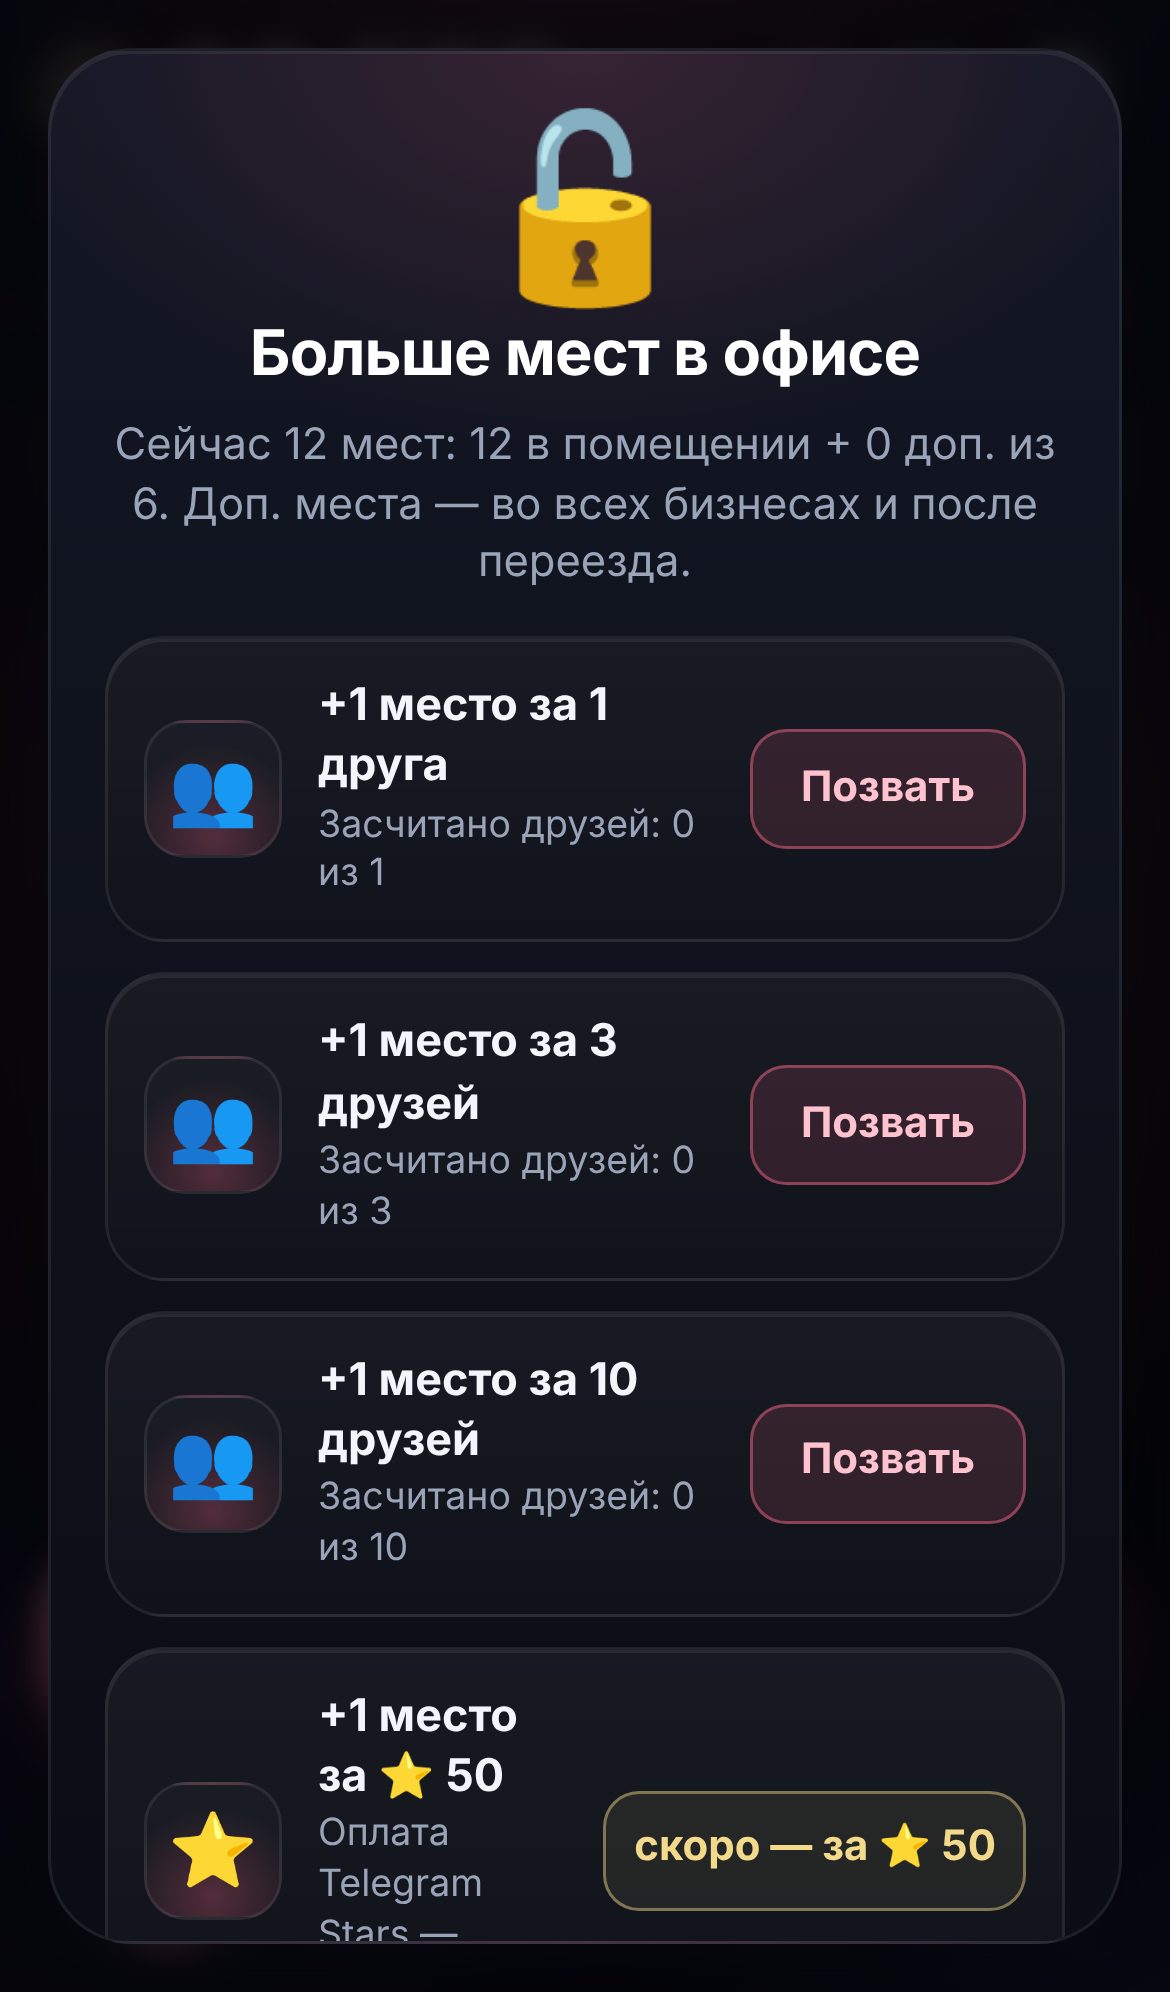 Больше мест в офисе
Сейчас 12 мест: 12 в помещении + 0 доп. из
6. Доп. места — во всех бизнесах и после
переезда.
+1 место за 1
друга
Засчитано друзей: 0
из 1
Позвать
+1 место за 3
друзей
Засчитано друзей: 0
из 3
Позвать
+1 место за 10
друзей
Засчитано друзей: 0
из 10
Позвать
+1 место
за ⭐ 50
Оплата
Telegram
Stars —
скоро — за ⭐ 50